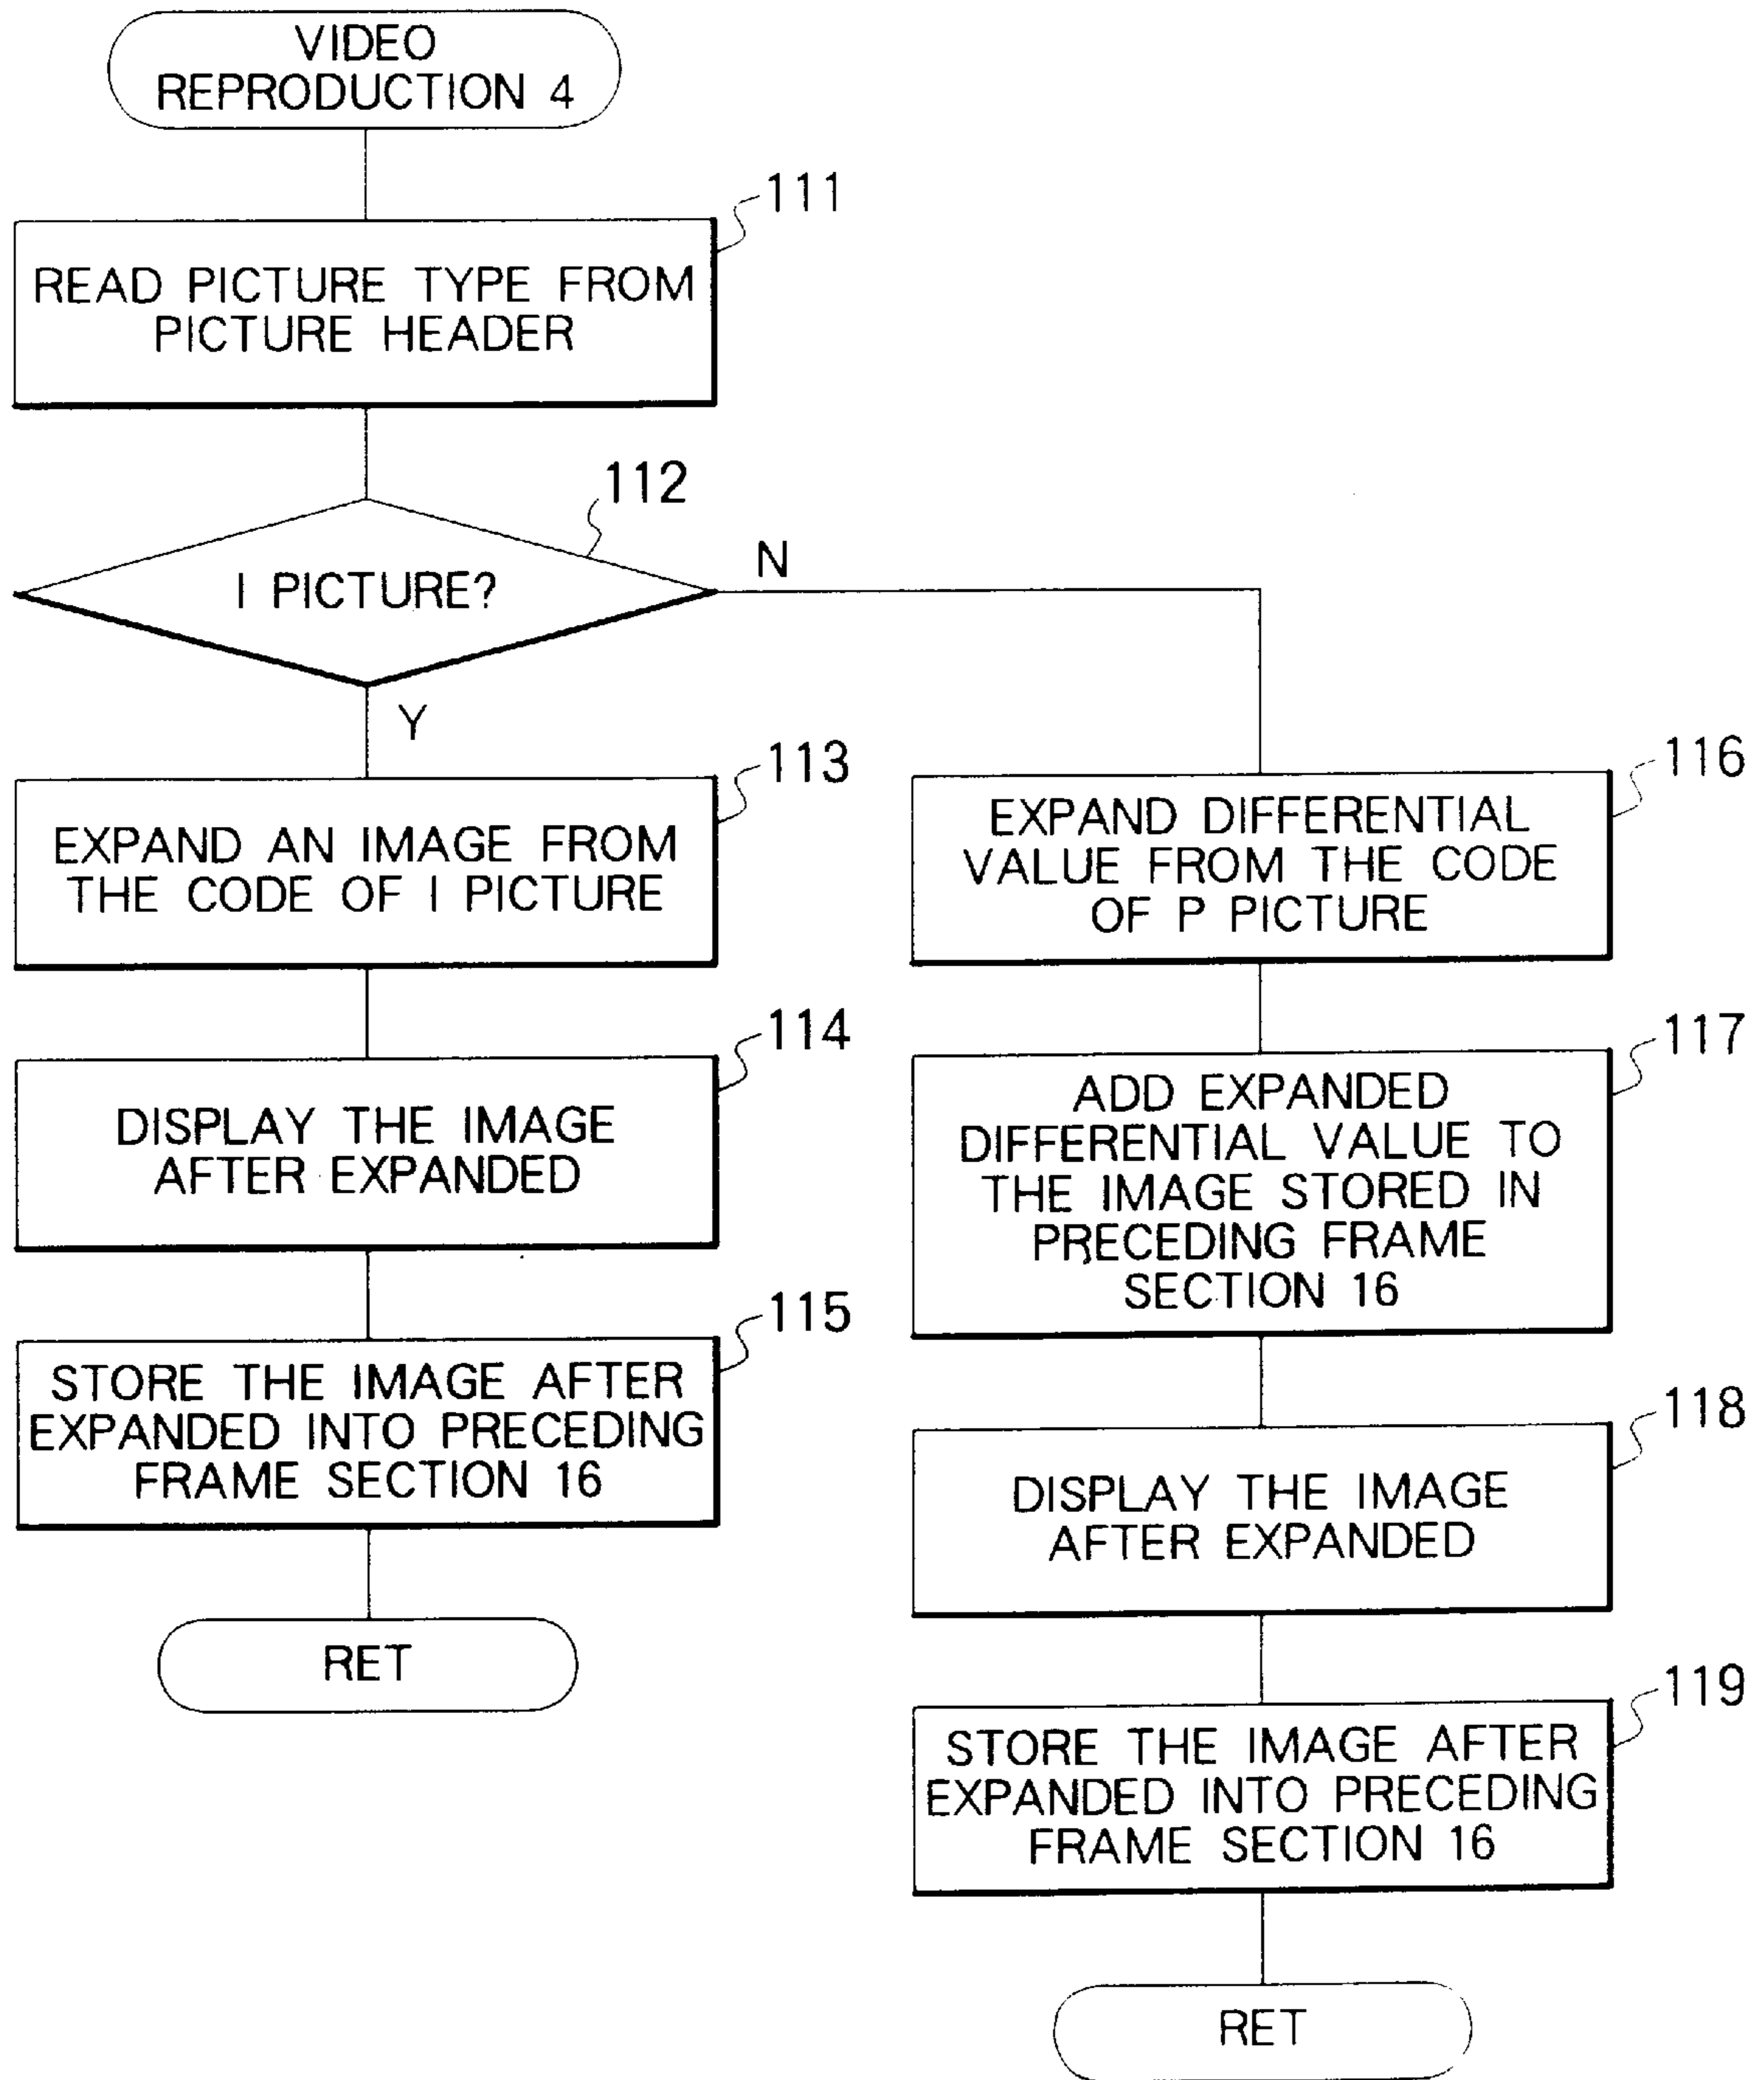 VIDEO
REPRODUCTION 4
111
READ PICTURE TYPE FROM
PICTURE HEADER
112
I PICTURE?
N
Y
113
EXPAND AN IMAGE FROM
THE CODE OF I PICTURE
114
DISPLAY THE IMAGE
AFTER EXPANDED
115
STORE THE IMAGE AFTER
EXPANDED INTO PRECEDING
FRAME SECTION 16
RET
116
EXPAND DIFFERENTIAL
VALUE FROM THE CODE
OF P PICTURE
117
ADD EXPANDED
DIFFERENTIAL VALUE TO
THE IMAGE STORED IN
PRECEDING FRAME
SECTION 16
118
DISPLAY THE IMAGE
AFTER EXPANDED
119
STORE THE IMAGE AFTER
EXPANDED INTO PRECEDING
FRAME SECTION 16
RET